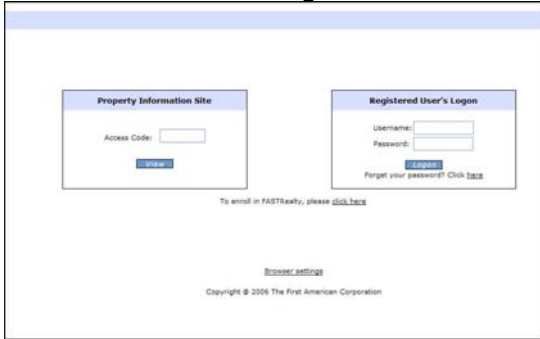 Property Information Site
Access Code:
View
Registered User's Logon
Username:
Password:
Logon
Forget your password? Click here
To enroll in FASTRealty, please click here
Browser settings
Copyright © 2006 The First American Corporation